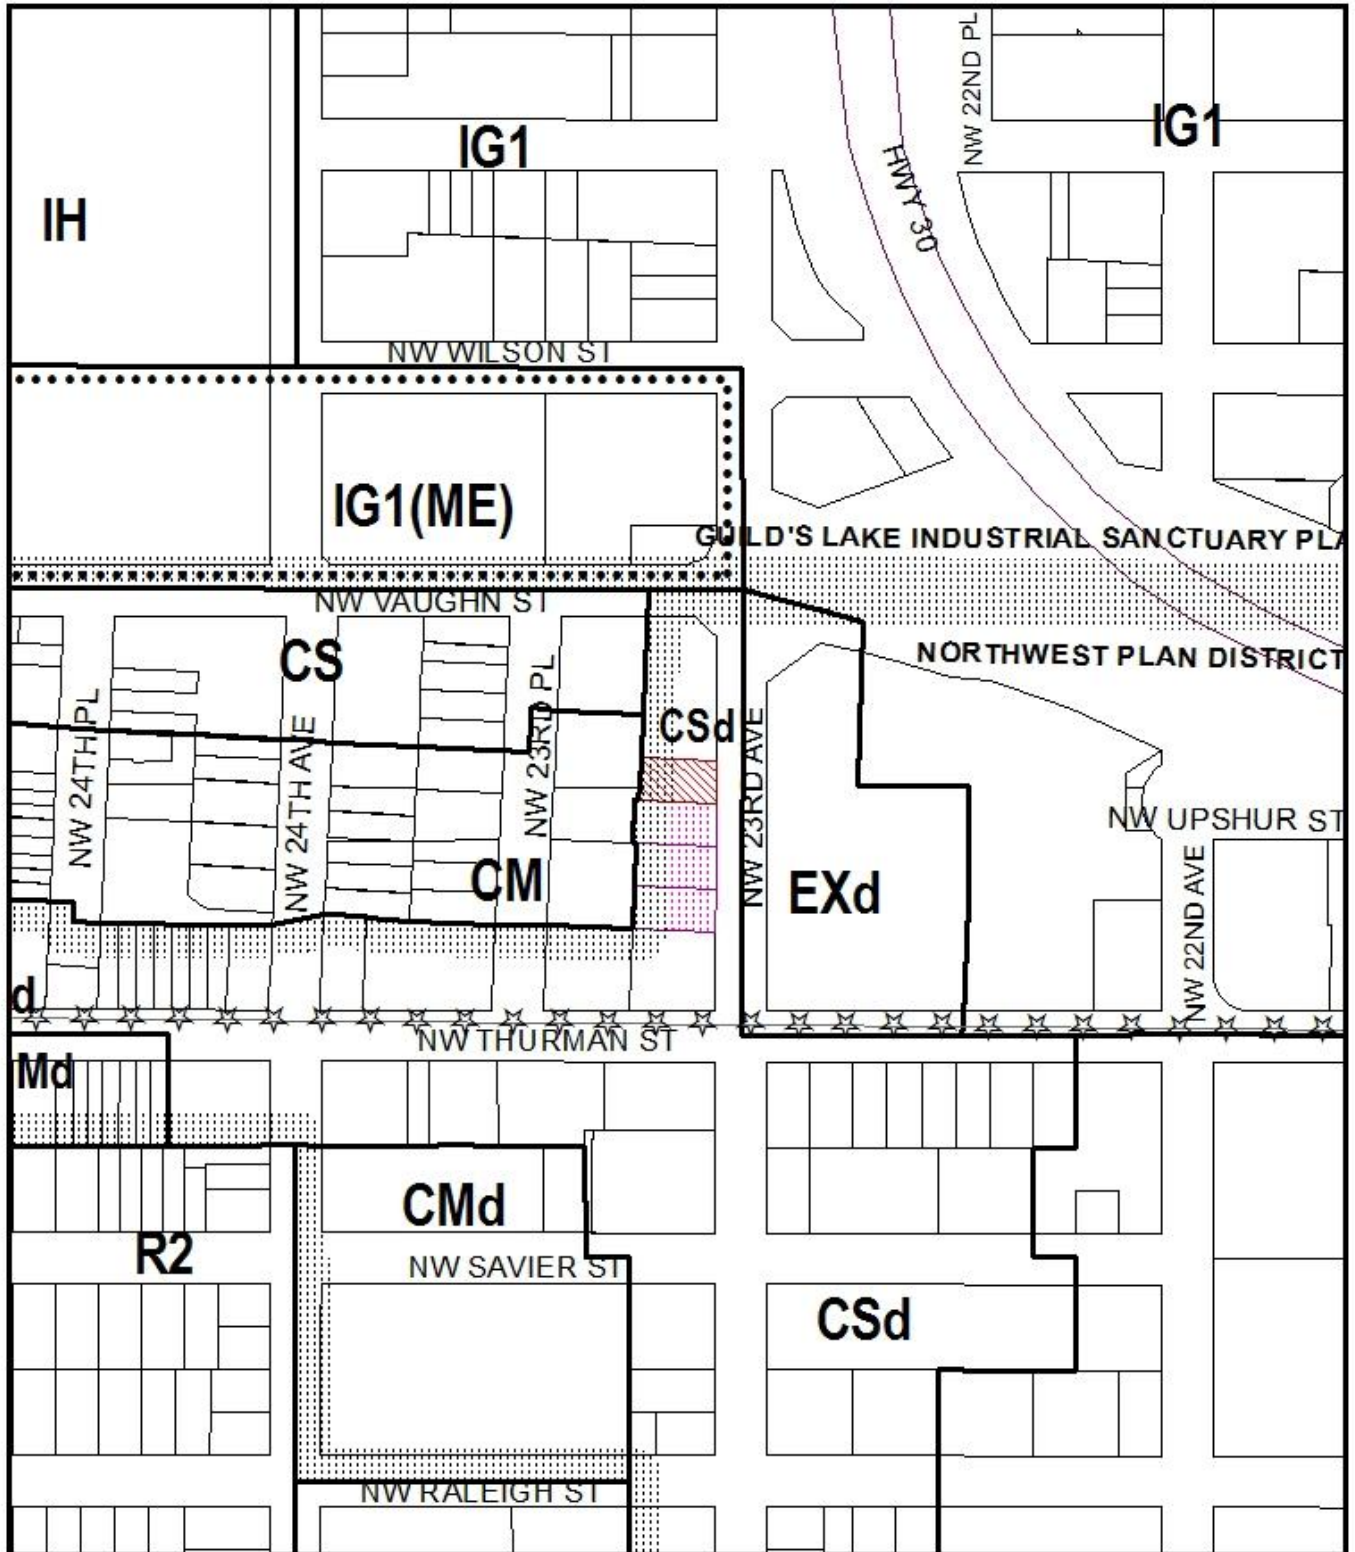 NW 22ND PL
IG1
IG1
HWY 30
IH
NW WILSON ST
IG1(ME)
GUILD'S LAKE INDUSTRIAL SANCTUARY PLA
NW VAUGHN ST
NORTHWEST PLAN DISTRICT
CS
CSd
NW 24TH PL
NW 24TH AVE
NW 23RD PL
NW 23RD AVE
NW UPSHUR ST
CM
EXd
NW 22ND AVE
d
NW THURMAN ST
Md
CMd
R2
NW SAVIER ST
CSd
NW RALEIGH ST